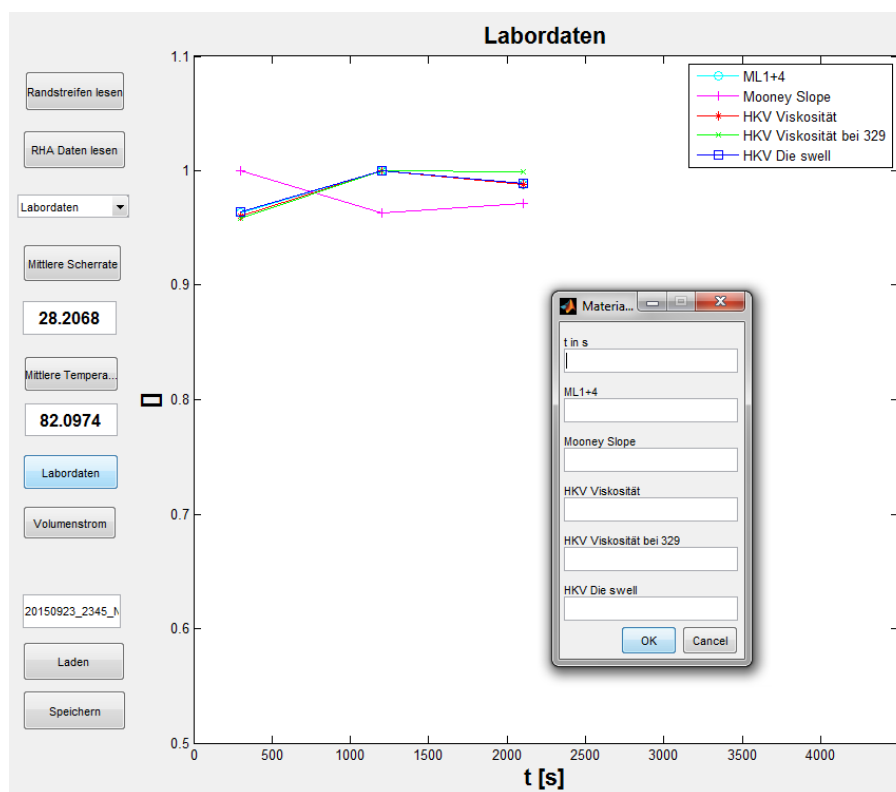 Labordaten
Randstreifen lesen
RHA Daten lesen
Labordaten
Mittlere Scherrate
28.2068
Mittlere Tempera...
82.0974
Labordaten
Volumenstrom
20150923_2345_
Laden
Speichern
1.1
1
0.9
0.8
0.7
0.6
0.5
[]
0
500
1000
1500
2000
2500
3000
3500
4000
t [s]
ML1+4
Mooney Slope
HKV Viskosität
HKV Viskosität bei 329
HKV Die swell
Materia...
t in s
ML1+4
Mooney Slope
HKV Viskosität
HKV Viskosität bei 329
HKV Die swell
OK
Cancel